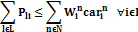 ∑_{l∈L} P_{li} ≤ ∑_{n∈N} W_i^n car_i^n ∀i∈I